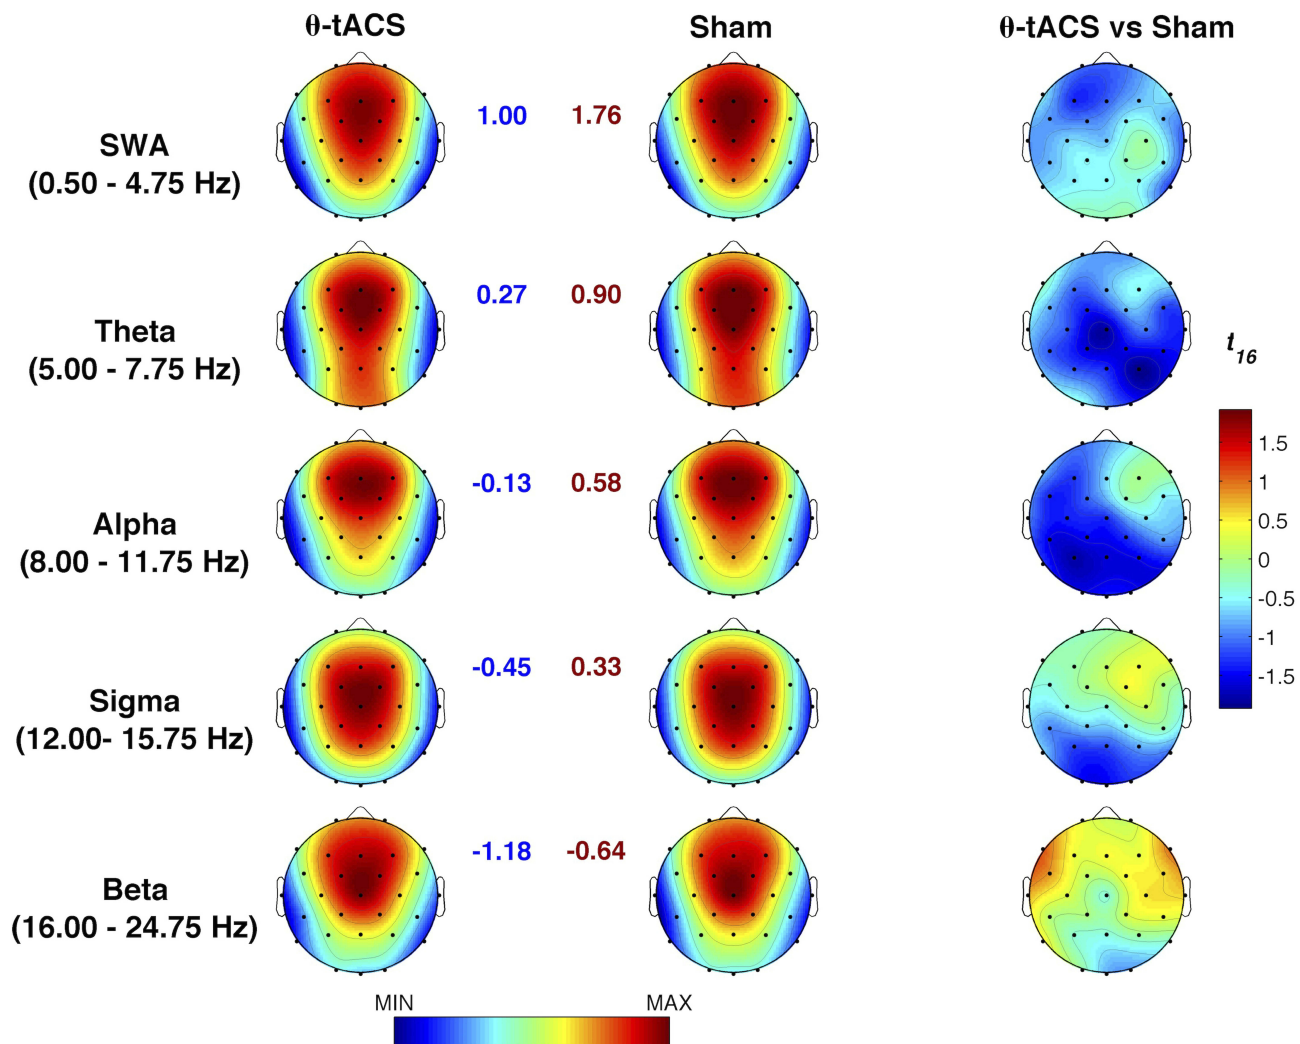 θ-tACS Sham θ-tACS vs Sham
SWA
(0.50 - 4.75 Hz)
1.00 1.76
Theta
(5.00 - 7.75 Hz)
0.27 0.90
Alpha
(8.00 - 11.75 Hz)
-0.13 0.58
Sigma
(12.00- 15.75 Hz)
-0.45 0.33
Beta
(16.00 - 24.75 Hz)
-1.18 -0.64
t16
1.5
1
0.5
0
-0.5
-1
-1.5
MIN MAX